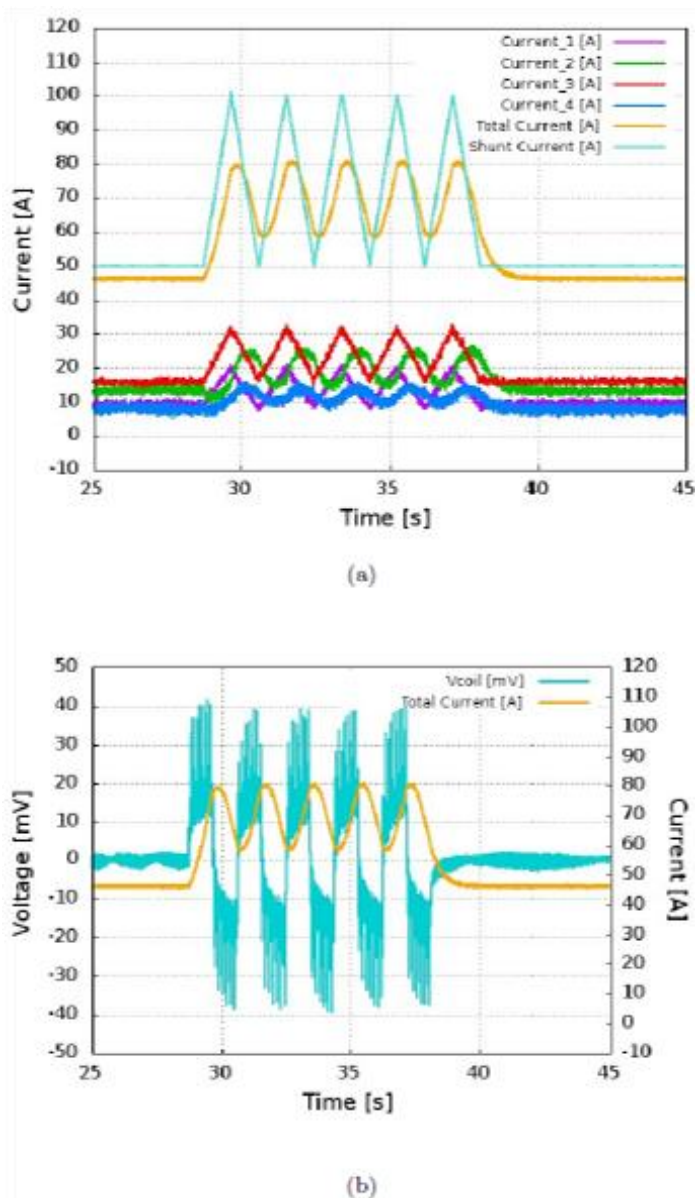 120
110
100
90
80
70
60
50
40
30
20
10
0
-10
Current [A]
Current_1 [A]
Current_2 [A]
Current_3 [A]
Current_4 [A]
Total Current [A]
Shunt Current [A]
25 30 35 40 45
Time [s]
(a)
50
40
30
20
10
0
-10
-20
-30
-40
-50
Voltage [mV]
Vcoil [mV]
Total Current [A]
120
110
100
90
80
70
60
50
40
30
20
10
0
-10
Current [A]
25 30 35 40 45
Time [s]
(b)